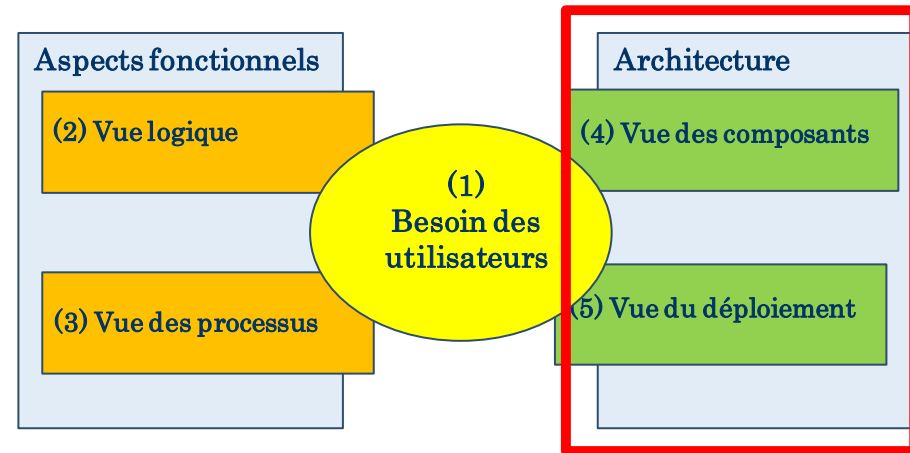 Aspects fonctionnels
(2) Vue logique
(3) Vue des processus
(1)
Besoin des
utilisateurs
Architecture
(4) Vue des composants
(5) Vue du déploiement